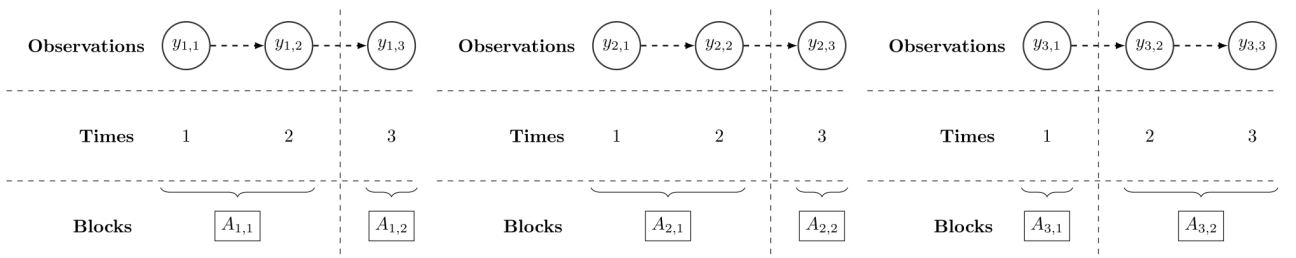 Observations y1,1 y1,2 y1,3 Observations y2,1 y2,2 y2,3 Observations y3,1 y3,2 y3,3
Times 1 2 3 Times 1 2 3 Times 1 2 3
Blocks A1,1 A1,2 Blocks A2,1 A2,2 Blocks A3,1 A3,2